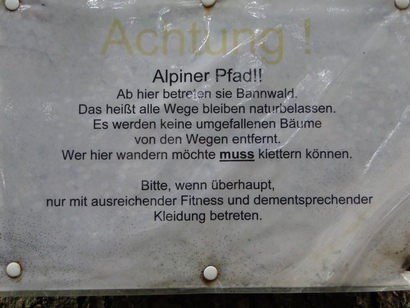 Achtung !
Alpiner Pfad!!
Ab hier betreten sie Bannwald.
Das heißt alle Wege bleiben naturbelassen.
Es werden keine umgefallenen Bäume
von den Wegen entfernt.
Wer hier wandern möchte muss klettern können.
Bitte, wenn überhaupt,
nur mit ausreichender Fitness und dementsprechender
Kleidung betreten.